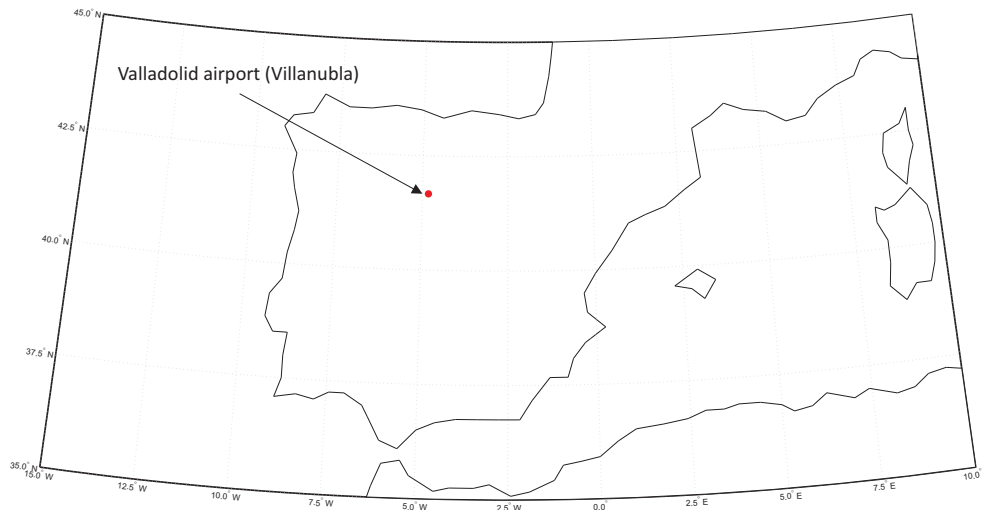 45.0° N
Valladolid airport (Villanubla)
42.5° N
40.0° N
37.5° N
35.0° N
15.0° W
12.5° W
10.0° W
7.5° W
5.0° W
2.5° W
0.0°
2.5° E
5.0° E
7.5° E
10.0°